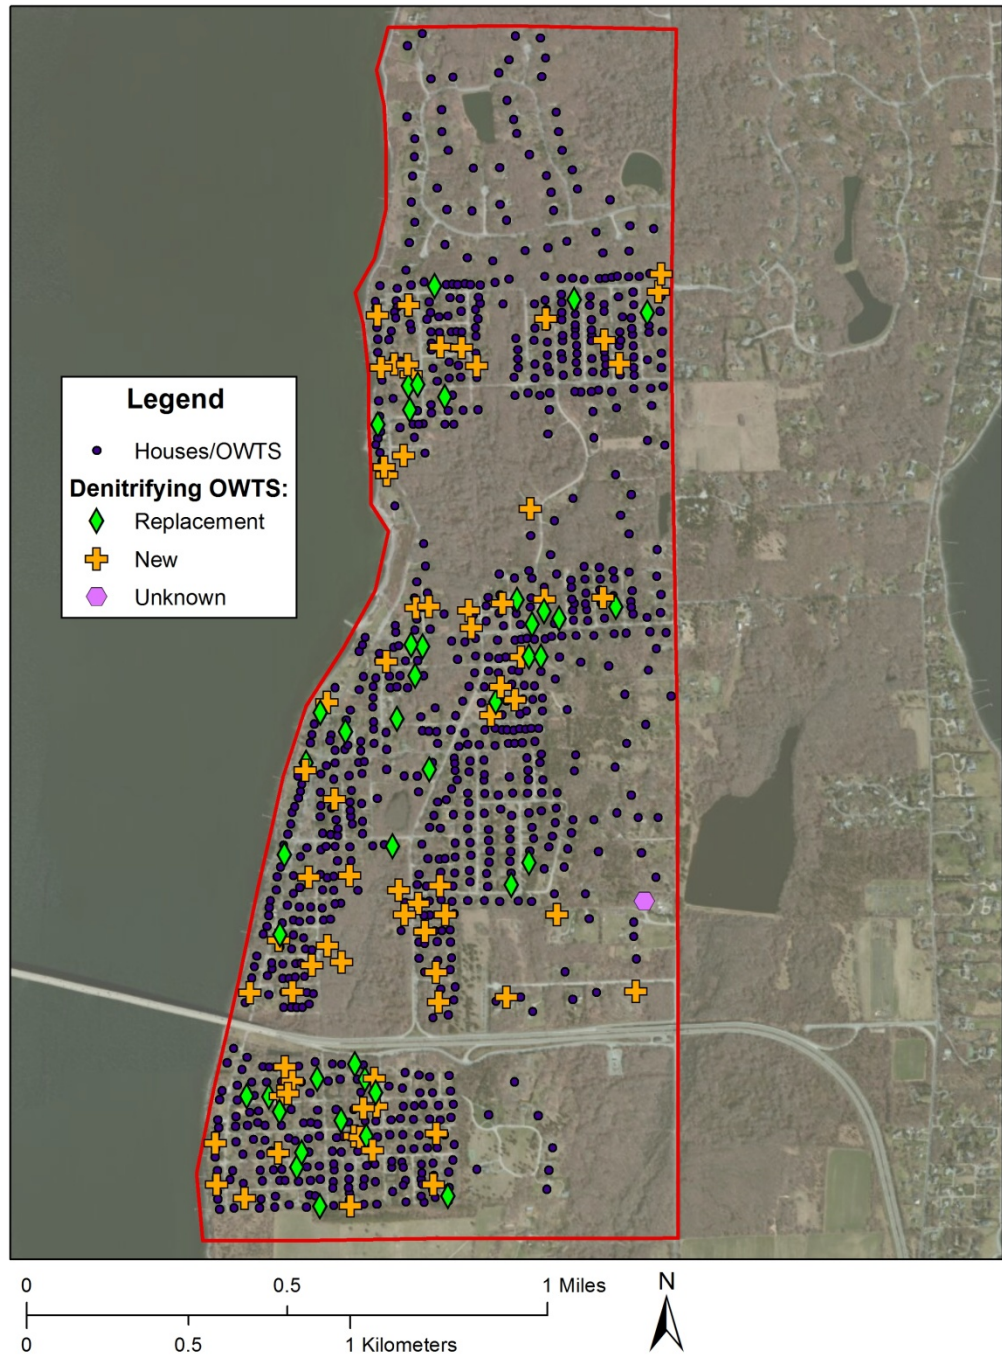 Legend
Houses/OWTS
Denitrifying OWTS:
Replacement
New
Unknown
0 0.5 1 Miles
0 0.5 1 Kilometers
N